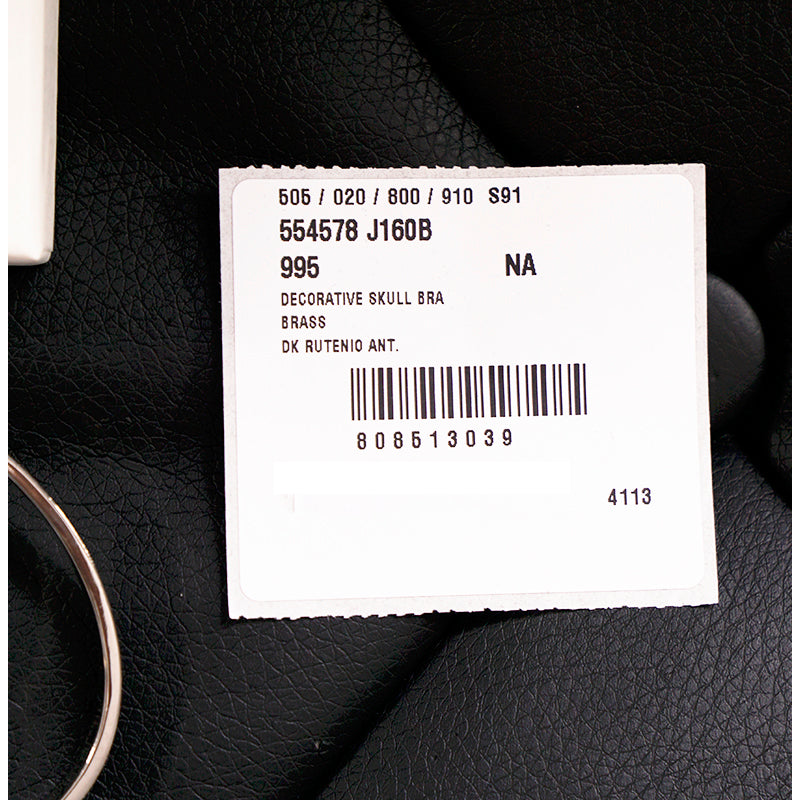 505 / 020 / 800 / 910 S91
554578 J160B
995 NA
DECORATIVE SKULL BRA
BRASS
DK RUTENIO ANT.
808513039
4113